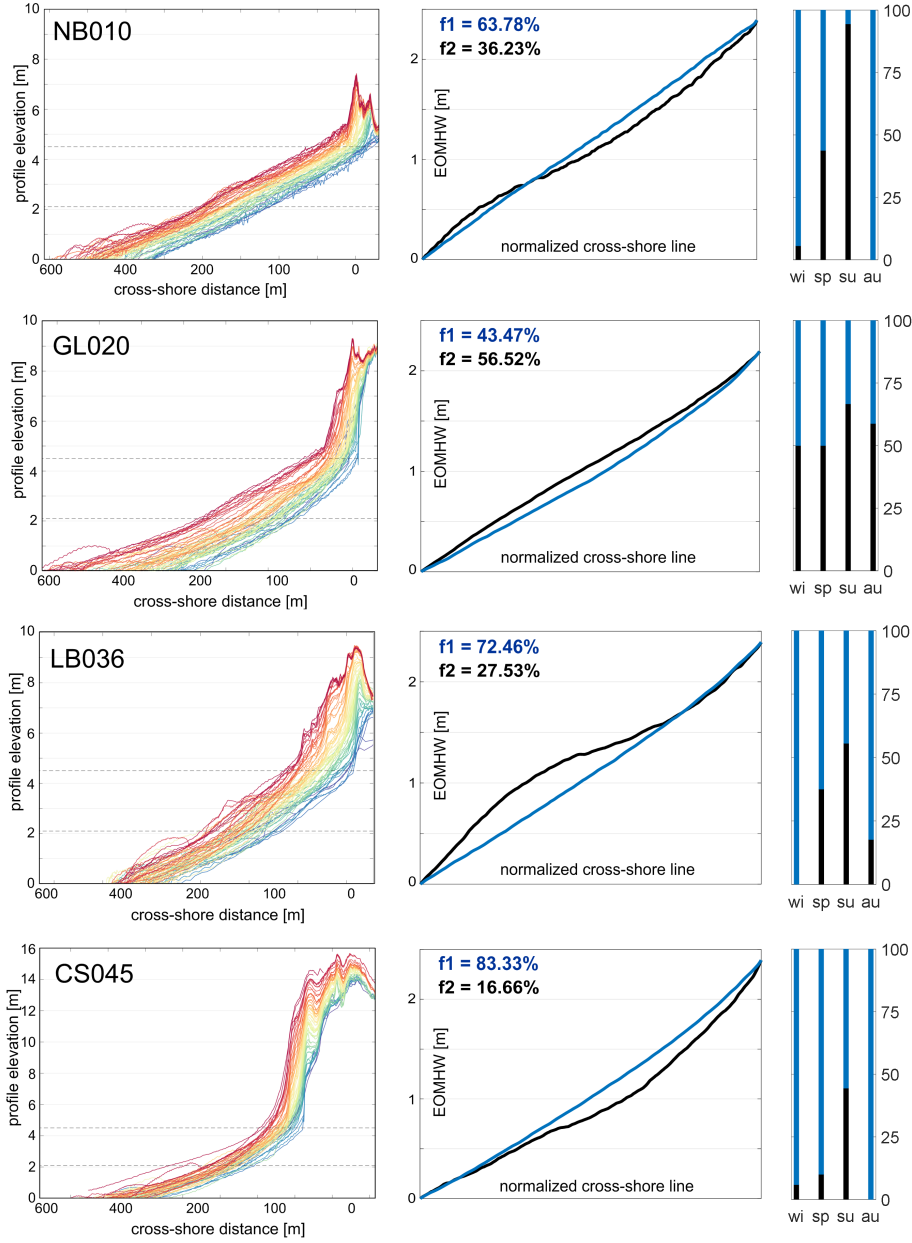 NB010
profile elevation [m]
10
8
6
4
2
0
600
400
200
100
0
cross-shore distance [m]
f1 = 63.78%
f2 = 36.23%
EOMHW [m]
2
1
0
normalized cross-shore line
100
75
50
25
0
wi sp su au
GL020
profile elevation [m]
10
8
6
4
2
0
600
400
200
100
0
cross-shore distance [m]
f1 = 43.47%
f2 = 56.52%
EOMHW [m]
2
1
0
normalized cross-shore line
100
75
50
25
0
wi sp su au
LB036
profile elevation [m]
10
8
6
4
2
0
600
400
200
100
0
cross-shore distance [m]
f1 = 72.46%
f2 = 27.53%
EOMHW [m]
2
1
0
normalized cross-shore line
100
75
50
25
0
wi sp su au
CS045
profile elevation [m]
16
14
12
10
8
6
4
2
0
600
400
200
100
0
cross-shore distance [m]
f1 = 83.33%
f2 = 16.66%
EOMHW [m]
2
1
0
normalized cross-shore line
100
75
50
25
0
wi sp su au